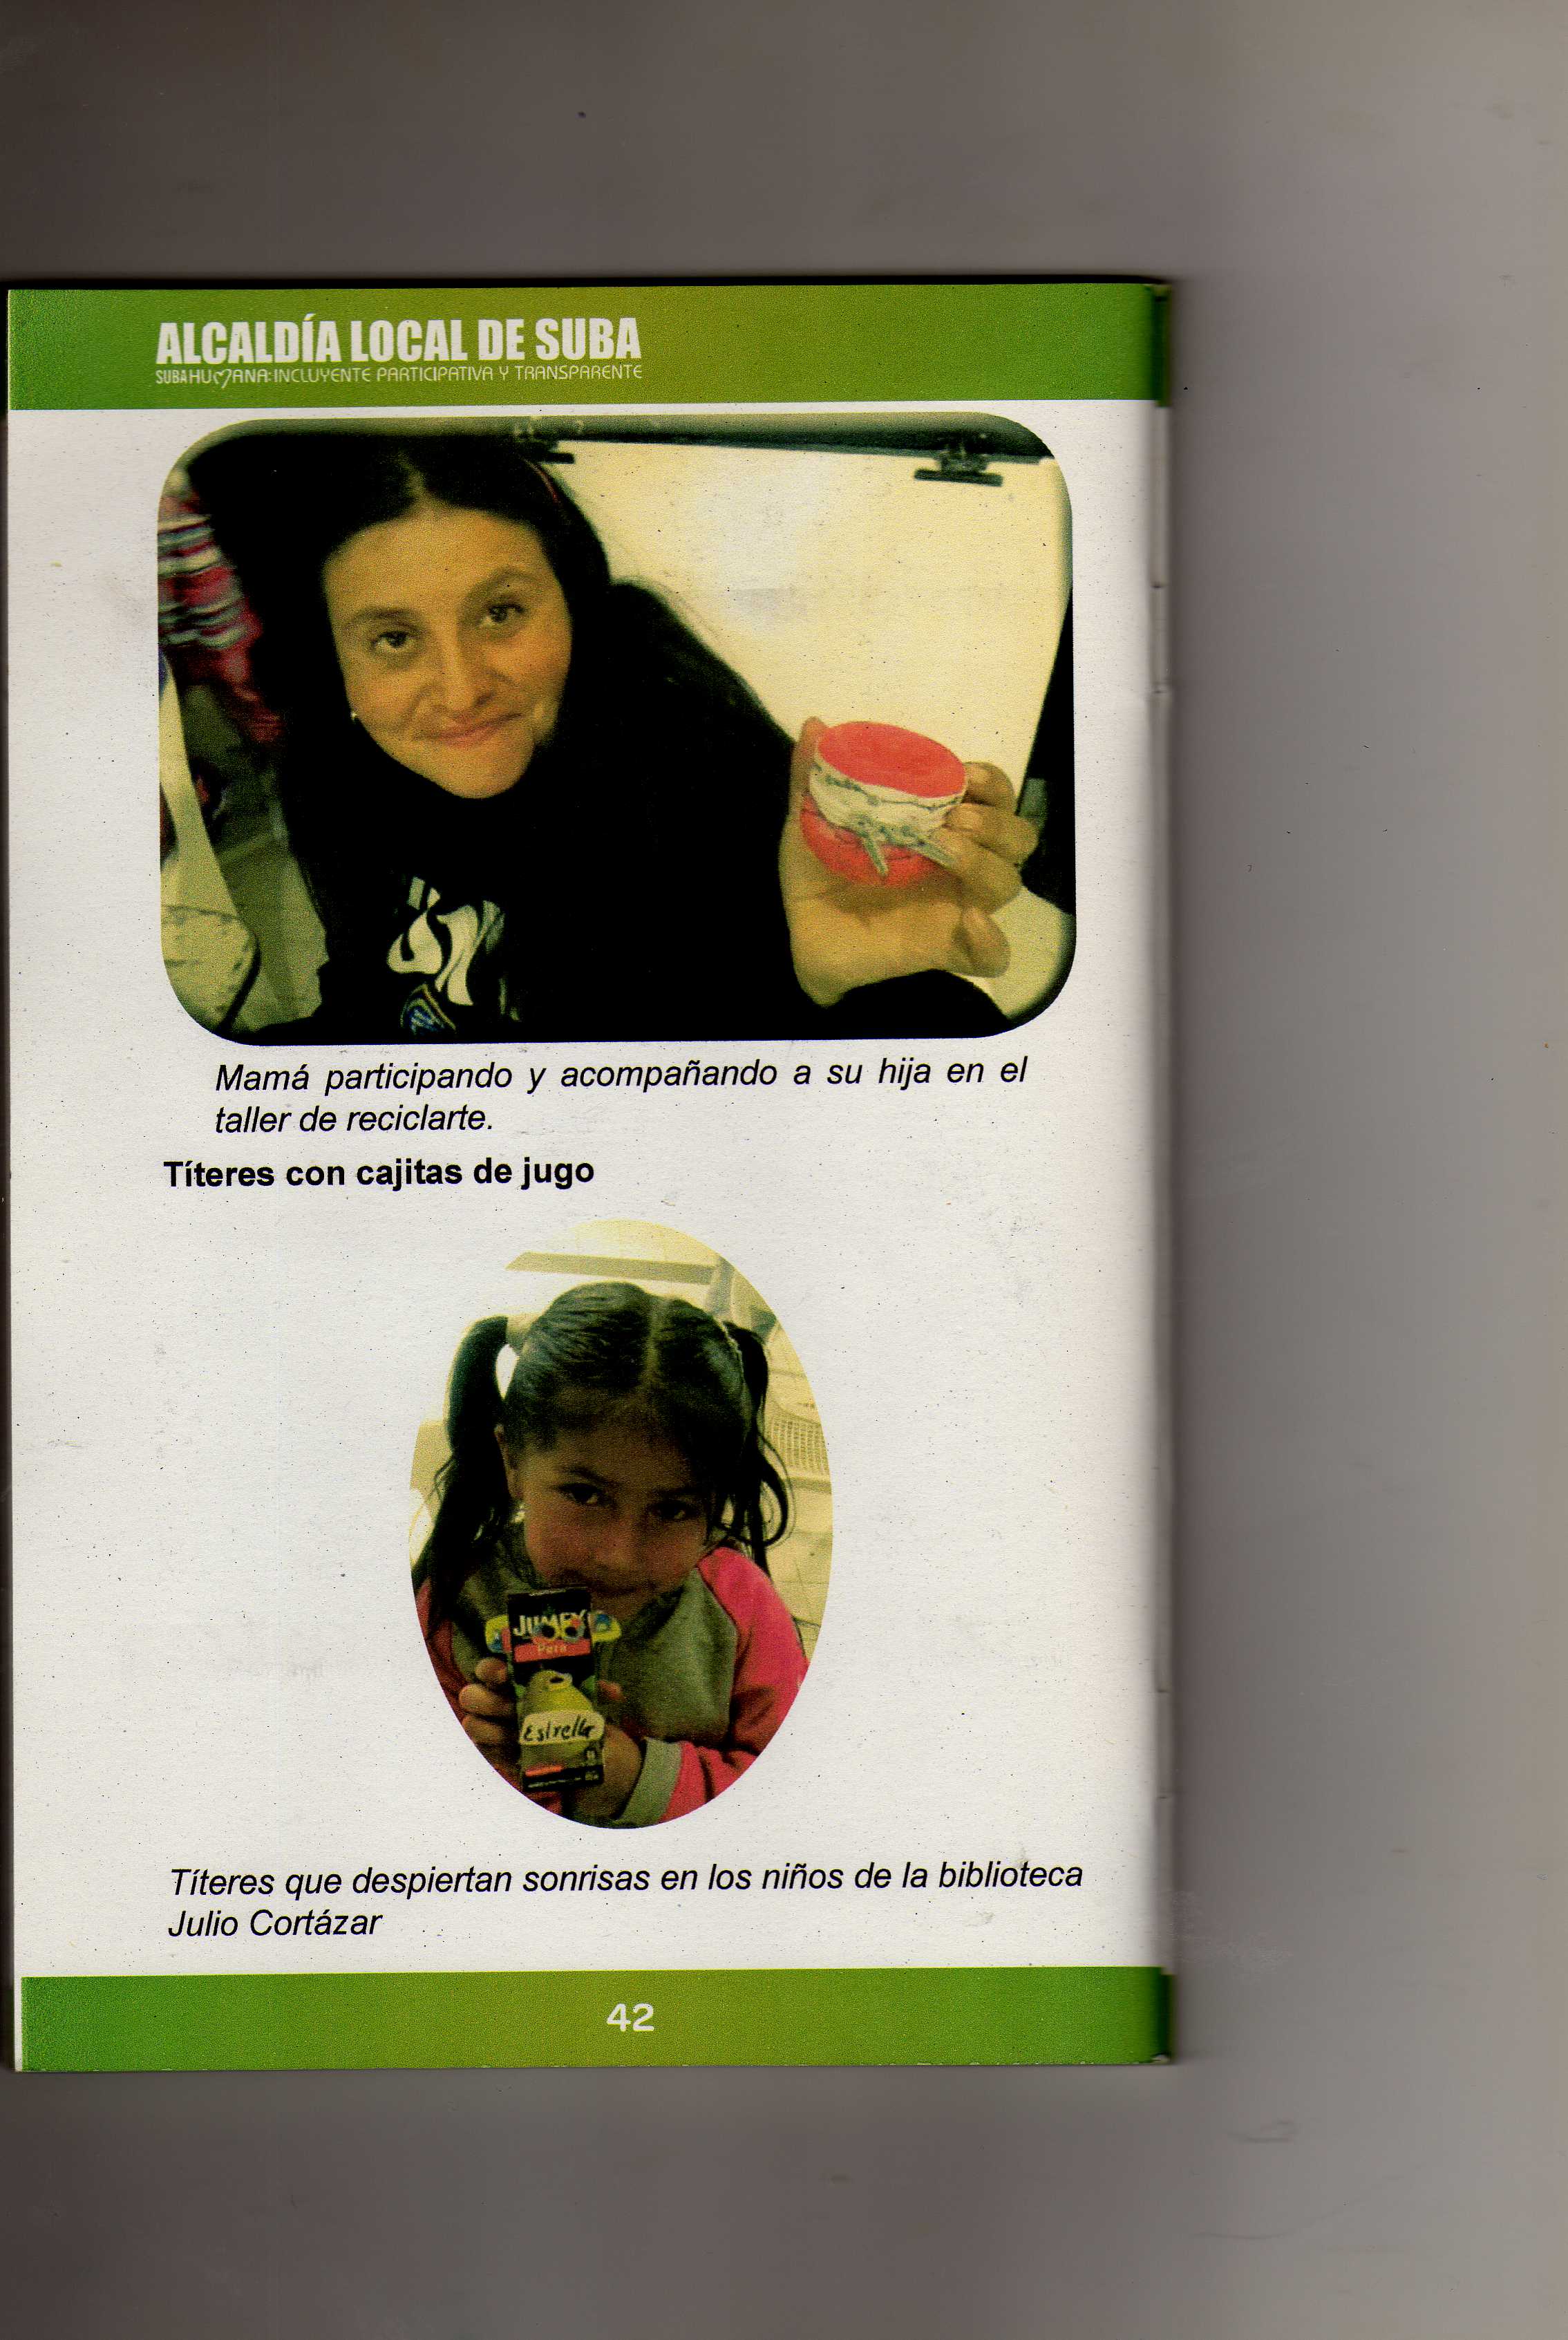 ALCALDÍA LOCAL DE SUBA
SUBA HUMANA: INCLUYENTE PARTICIPATIVA Y TRANSPARENTE
Mamá participando y acompañando a su hija en el
taller de reciclarte.
Títeres con cajitas de jugo
JUMEX
Pera
Estrella
Títeres que despiertan sonrisas en los niños de la biblioteca
Julio Cortázar
42